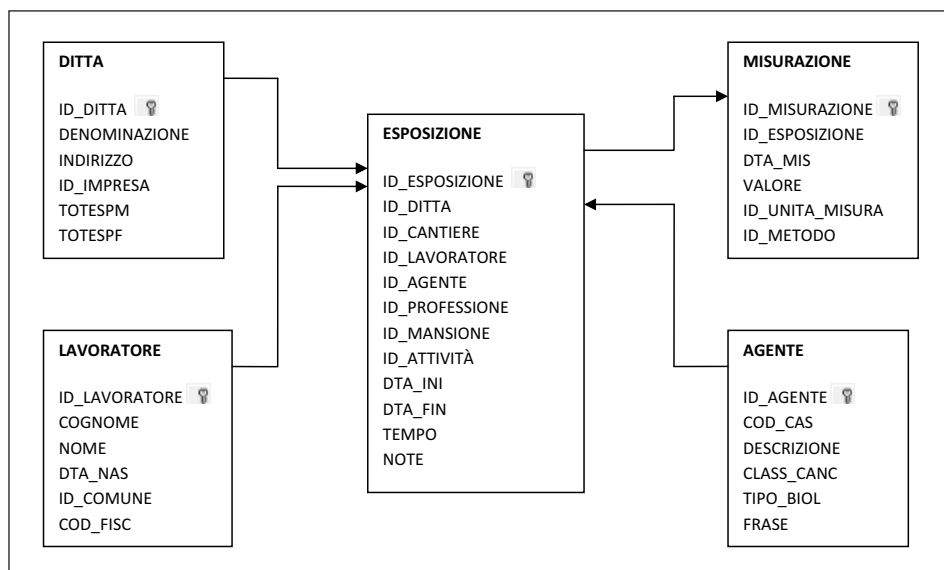 DITTA
ID_DITTA
DENOMINAZIONE
INDIRIZZO
ID_IMPRESA
TOTESPM
TOTESPF
LAVORATORE
ID_LAVORATORE
COGNOME
NOME
DTA_NAS
ID_COMUNE
COD_FISC
ESPOSIZIONE
ID_ESPOSIZIONE
ID_DITTA
ID_CANTIERE
ID_LAVORATORE
ID_AGENTE
ID_PROFESSIONE
ID_MANSIONE
ID_ATTIVITÀ
DTA_INI
DTA_FIN
TEMPO
NOTE
MISURAZIONE
ID_MISURAZIONE
ID_ESPOSIZIONE
DTA_MIS
VALORE
ID_UNITA_MISURA
ID_METODO
AGENTE
ID_AGENTE
COD_CAS
DESCRIZIONE
CLASS_CANC
TIPO_BIOL
FRASE